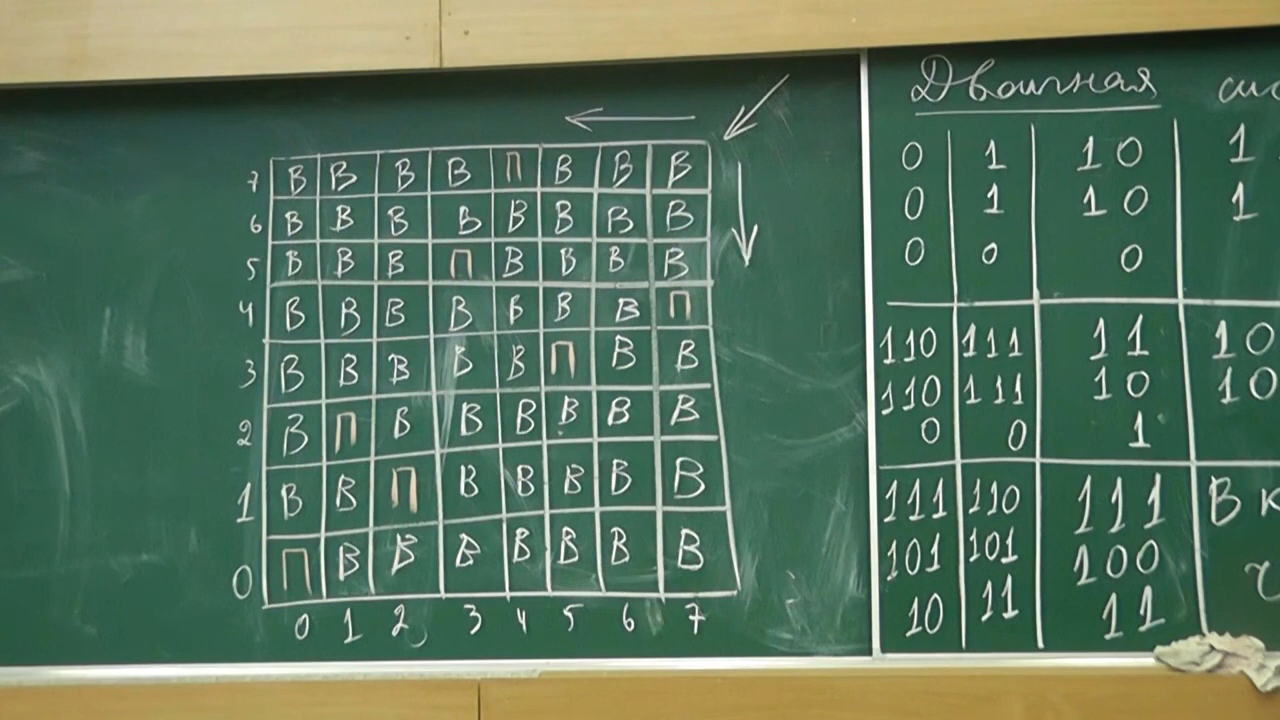 7 В В В В П В В В
6 В В В В В В В В
5 В В В П В В В В
4 В В В В В В В П
3 В В В В В П В В
2 В П В В В В В В
1 В В П В В В В В
0 П В В В В В В В
0 1 2 3 4 5 6 7
Двоичная
0 1 10 1
0 1 10 1
0 0 0
110 111 11 10
110 111 10 10
0 0 1
111 110 111 В к
101 101 100
10 11 11